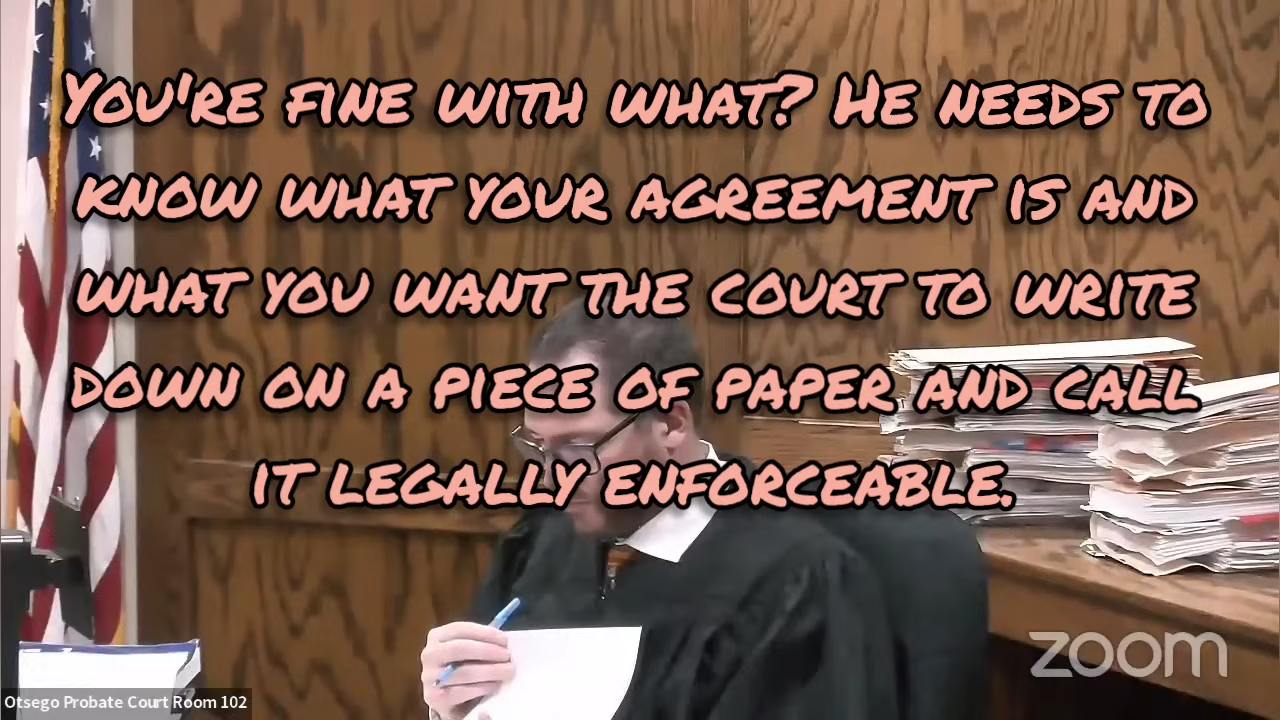 You're fine with what? He needs to
know what your agreement is and
what you want the court to write
down on a piece of paper and call
it legally enforceable.
zoom
Otsego Probate Court Room 102